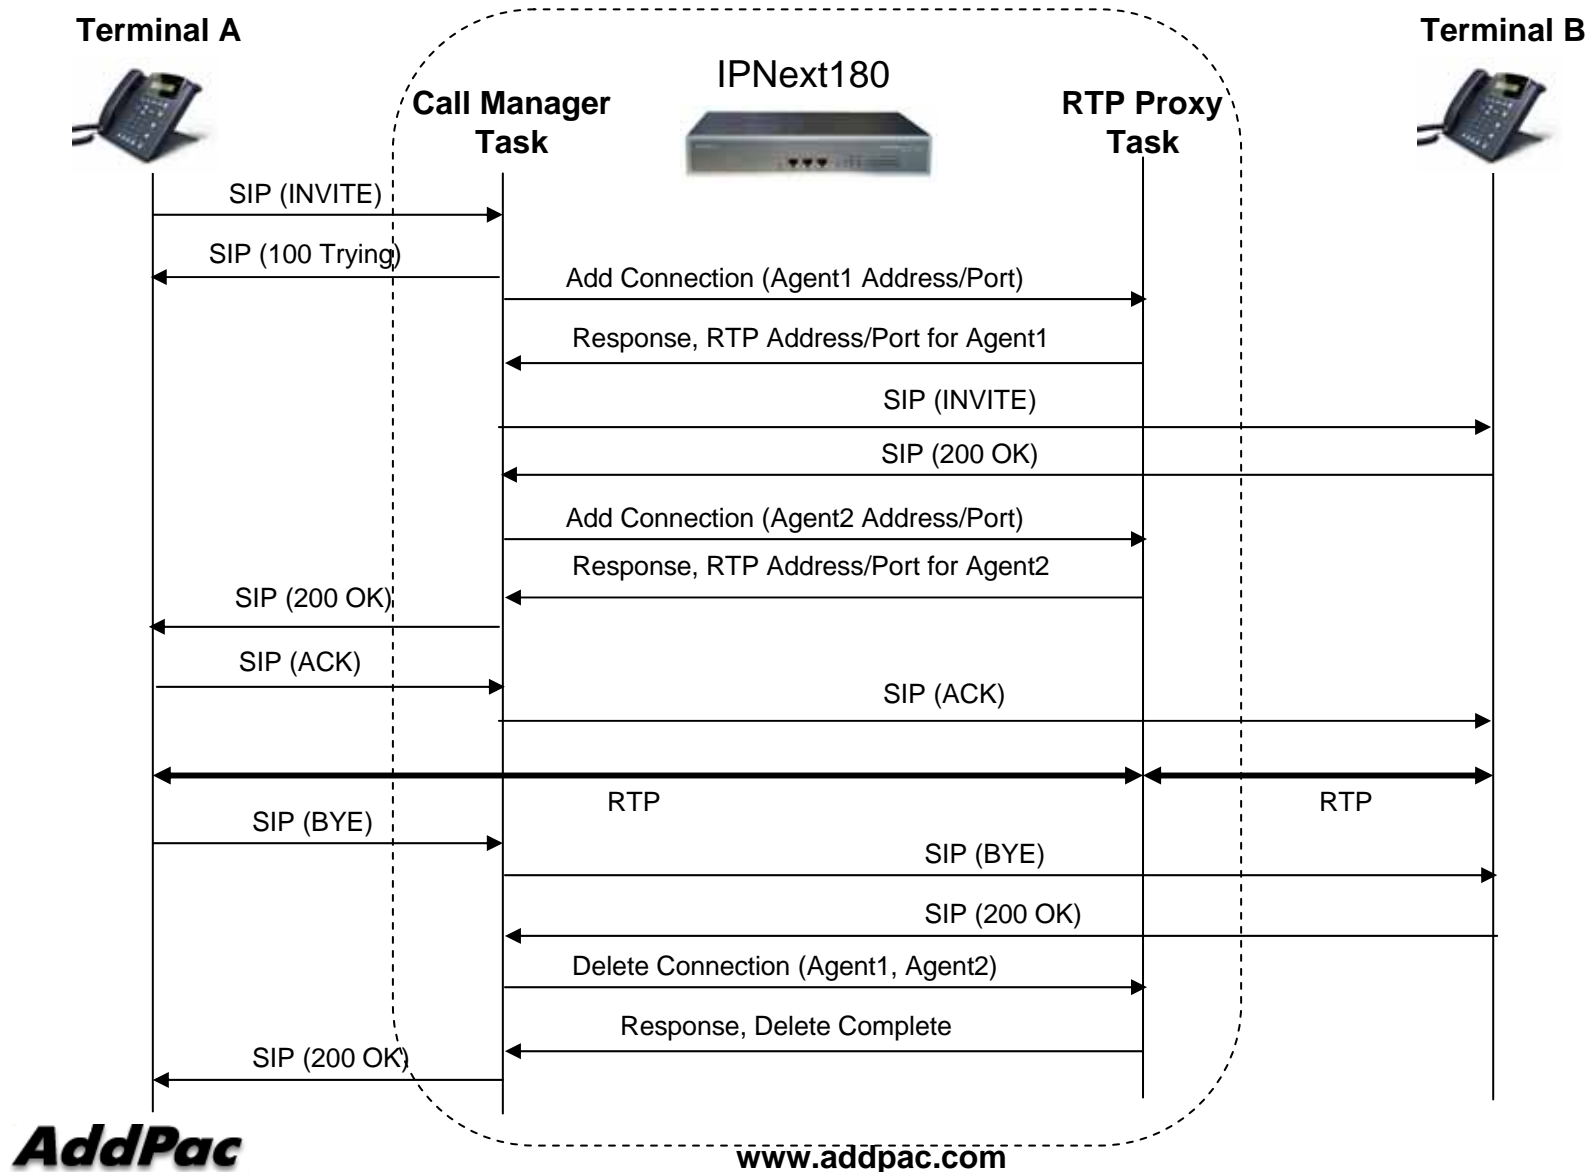 Terminal A
Terminal B
IPNext180
Call Manager
Task
RTP Proxy
Task
SIP (INVITE)
SIP (100 Trying)
Add Connection (Agent1 Address/Port)
Response, RTP Address/Port for Agent1
SIP (INVITE)
SIP (200 OK)
Add Connection (Agent2 Address/Port)
Response, RTP Address/Port for Agent2
SIP (200 OK)
SIP (ACK)
SIP (ACK)
RTP
RTP
SIP (BYE)
SIP (BYE)
SIP (200 OK)
Delete Connection (Agent1, Agent2)
Response, Delete Complete
SIP (200 OK)
AddPac
www.addpac.com